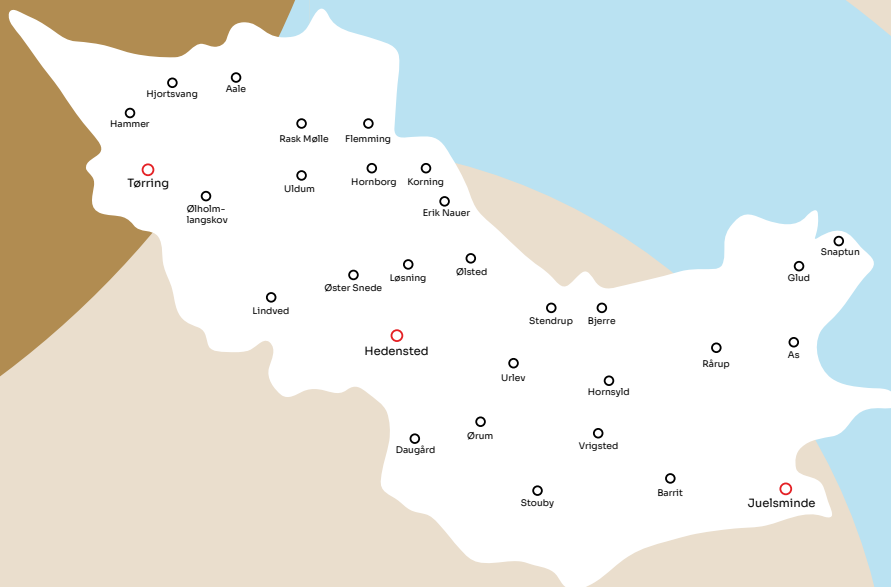 Aale
Hjortsvang
Hammer
Rask Mølle
Flemming
Tørring
Uldum
Hornborg
Korning
Ølholm-
langskov
Erik Nauer
Snaptun
Glud
Ølsted
Løsning
Øster Snede
Lindved
Stendrup
Bjerre
Hedensted
As
Rårup
Urlev
Hornsyld
Ørum
Vrigsted
Daugård
Barrit
Stouby
Juelsminde